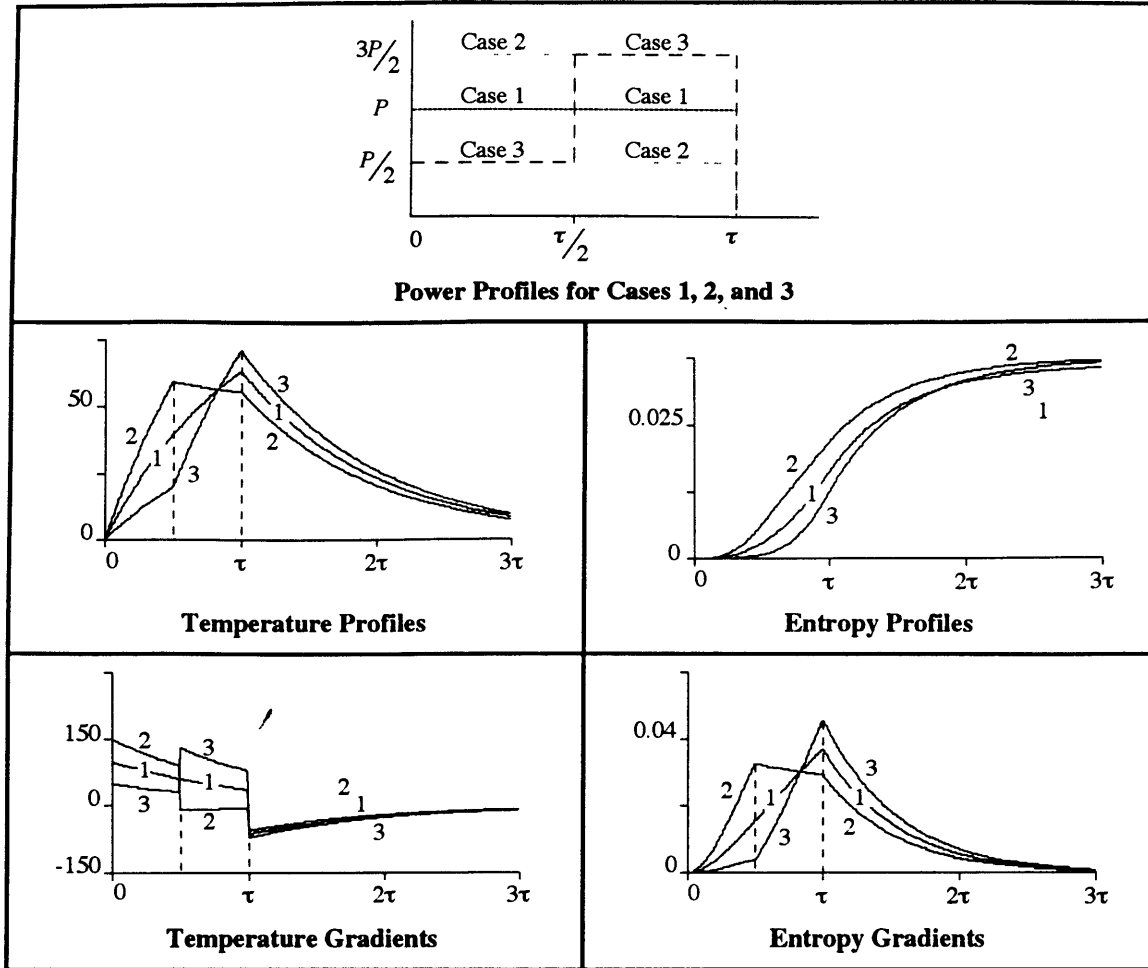 3P/2
Case 2
Case 3
P
Case 1
Case 1
P/2
Case 3
Case 2
0
τ/2
τ
Power Profiles for Cases 1, 2, and 3
50
0
2
1
3
3
1
2
0
τ
2τ
3τ
Temperature Profiles
0.025
0
2
1
3
2
3
1
0
τ
2τ
3τ
Entropy Profiles
150
0
-150
2
1
3
3
1
2
2
1
3
0
τ
2τ
3τ
Temperature Gradients
0.04
0
2
1
3
3
1
2
0
τ
2τ
3τ
Entropy Gradients